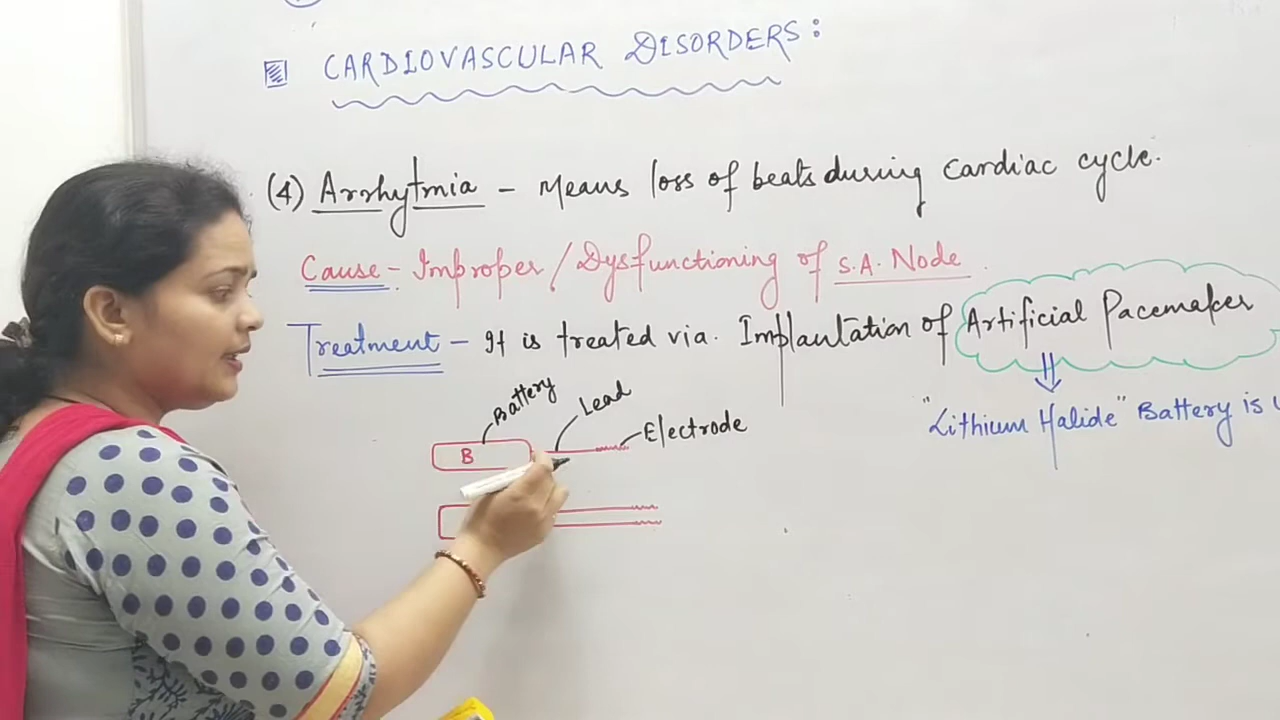 CARDIOVASCULAR DISORDERS:
(4) Arrhytmia - Means loss of beats during cardiac cycle.
Cause - Improper / Dysfunctioning of S.A. Node
Treatment - It is treated via. Implantation of Artificial Pacemaker
"Lithium Halide" Battery is
Battery
Lead
Electrode
B